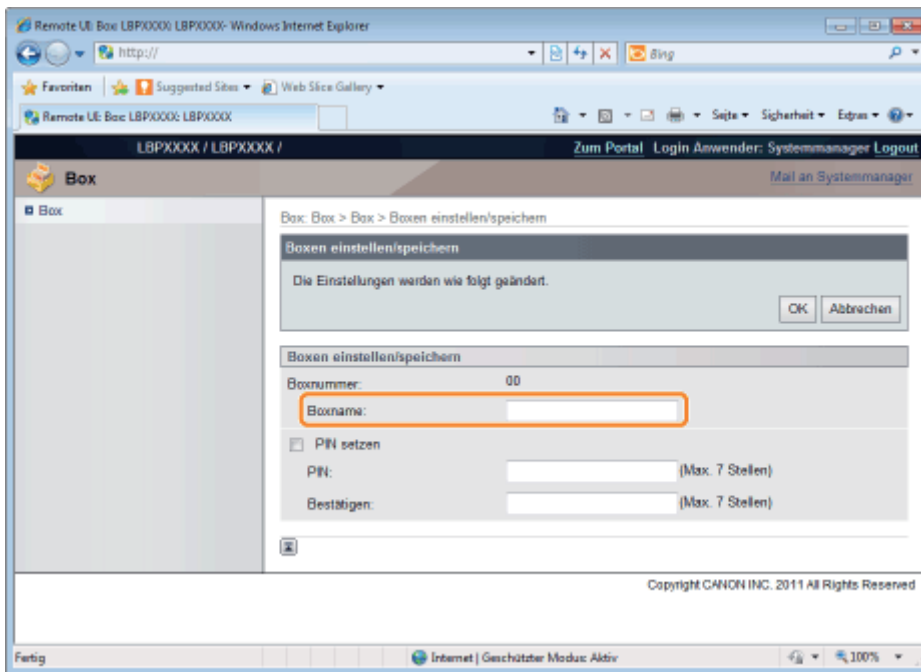 Remote UI: Box: LBPXXXX: LBPXXXX - Windows Internet Explorer
http://
Bing
Favoriten Suggested Sites Web Slice Gallery
Remote UI: Box: LBPXXXX: LBPXXXX
Seite Sicherheit Extras
LBPXXXX / LBPXXXX /
Zum Portal Login Anwender: Systemmanager Logout
Box
Mail an Systemmanager
Box
Box: Box > Box > Boxen einstellen/speichern
Boxen einstellen/speichern
Die Einstellungen werden wie folgt geändert.
OK Abbrechen
Boxen einstellen/speichern
Boxnummer: 00
Boxname:
PIN setzen
PIN: (Max. 7 Stellen)
Bestätigen: (Max. 7 Stellen)
Copyright CANON INC. 2011 All Rights Reserved
Fertig Internet | Geschützter Modus: Aktiv 100%